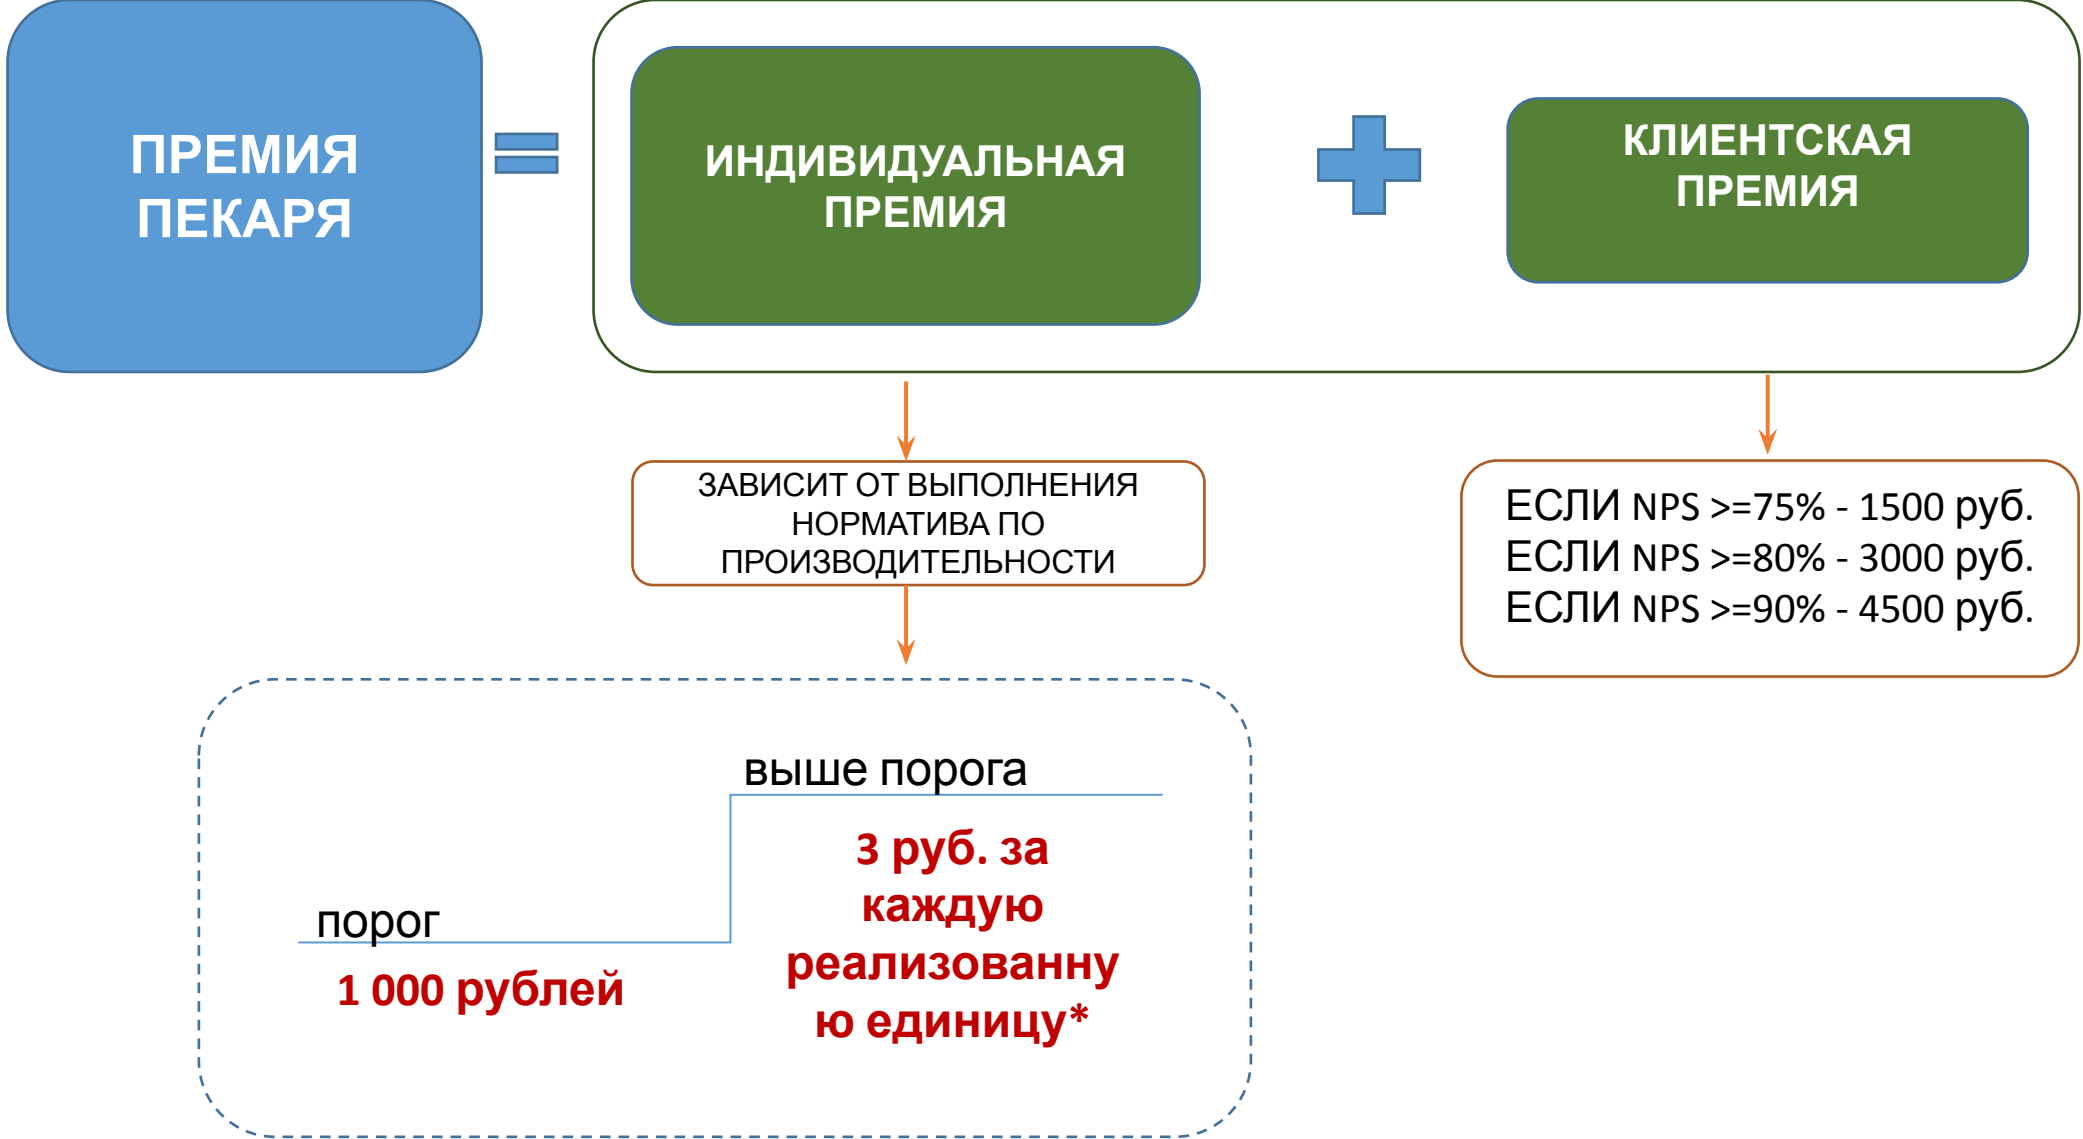 ПРЕМИЯ
ПЕКАРЯ
ИНДИВИДУАЛЬНАЯ
ПРЕМИЯ
КЛИЕНТСКАЯ
ПРЕМИЯ
ЗАВИСИТ ОТ ВЫПОЛНЕНИЯ
НОРМАТИВА ПО
ПРОИЗВОДИТЕЛЬНОСТИ
ЕСЛИ NPS >=75% - 1500 руб.
ЕСЛИ NPS >=80% - 3000 руб.
ЕСЛИ NPS >=90% - 4500 руб.
порог
1 000 рублей
выше порога
3 руб. за
каждую
реализованну
ю единицу*